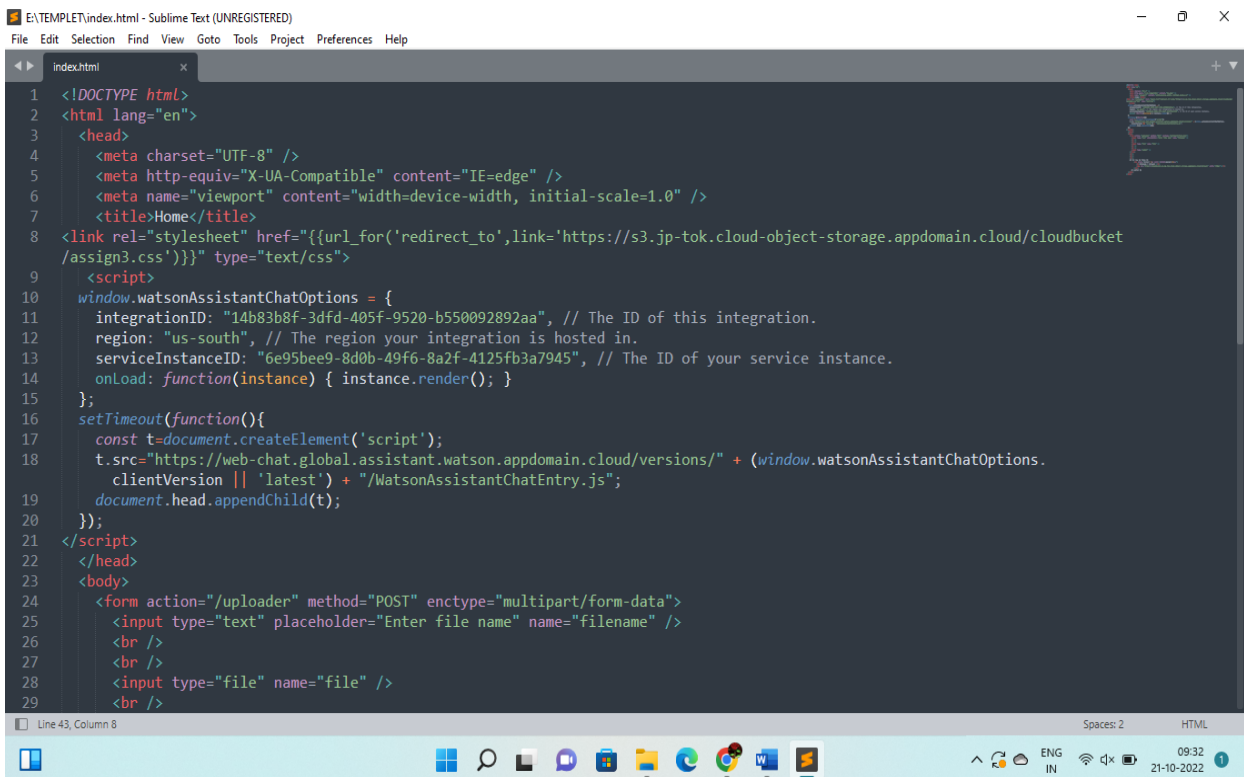 E:\TEMPLET\index.html - Sublime Text (UNREGISTERED)
File Edit Selection Find View Goto Tools Project Preferences Help
index.html
1 <!DOCTYPE html>
2 <html lang="en">
3 <head>
4 <meta charset="UTF-8" />
5 <meta http-equiv="X-UA-Compatible" content="IE=edge" />
6 <meta name="viewport" content="width=device-width, initial-scale=1.0" />
7 <title>Home</title>
8 <link rel="stylesheet" href="{{url_for('redirect_to',link='https://s3.jp-tok.cloud-object-storage.appdomain.cloud/cloudbucket
/assign3.css')}}" type="text/css">
9 <script>
10 window.watsonAssistantChatOptions = {
11 integrationID: "14b83b8f-3dfd-405f-9520-b550092892aa", // The ID of this integration.
12 region: "us-south", // The region your integration is hosted in.
13 serviceInstanceID: "6e95bee9-8d0b-49f6-8a2f-4125fb3a7945", // The ID of your service instance.
14 onLoad: function(instance) { instance.render(); }
15 };
16 setTimeout(function(){
17 const t=document.createElement('script');
18 t.src="https://web-chat.global.assistant.watson.appdomain.cloud/versions/" + (window.watsonAssistantChatOptions.
clientVersion || 'latest') + "/WatsonAssistantChatEntry.js";
19 document.head.appendChild(t);
20 });
21 </script>
22 </head>
23 <body>
24 <form action="/uploader" method="POST" enctype="multipart/form-data">
25 <input type="text" placeholder="Enter file name" name="filename" />
26 <br />
27 <br />
28 <input type="file" name="file" />
29 <br />
Line 43, Column 8 Spaces: 2 HTML
ENG
IN
09:32
21-10-2022
1